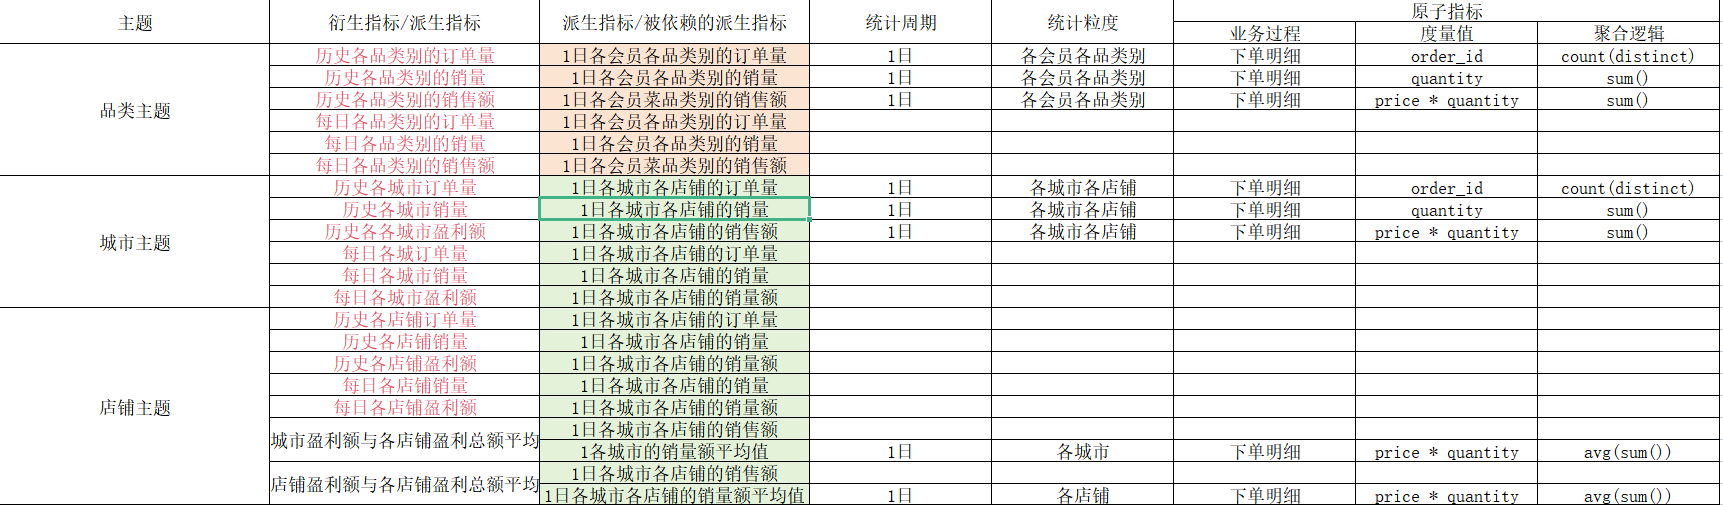 主题 衍生指标/派生指标 派生指标/被依赖的派生指标 统计周期 统计粒度 原子指标
业务过程 度量值 聚合逻辑
品类主题
历史各品类别的订单量 1日各会员各品类别的订单量 1日 各会员各品类别 下单明细 order_id count(distinct)
历史各品类别的销量 1日各会员各品类别的销量 1日 各会员各品类别 下单明细 quantity sum()
历史各品类别的销售额 1日各会员菜品类别的销售额 1日 各会员各品类别 下单明细 price * quantity sum()
每日各品类别的订单量 1日各会员各品类别的订单量
每日各品类别的销量 1日各会员各品类别的销量
每日各品类别的销售额 1日各会员菜品类别的销售额
城市主题
历史各城市订单量 1日各城市各店铺的订单量 1日 各城市各店铺 下单明细 order_id count(distinct)
历史各城市销量 1日各城市各店铺的销量 1日 各城市各店铺 下单明细 quantity sum()
历史各各城市盈利额 1日各城市各店铺的销售额 1日 各城市各店铺 下单明细 price * quantity sum()
每日各城市订单量 1日各城市各店铺的订单量
每日各城市销量 1日各城市各店铺的销量
每日各城市盈利额 1日各城市各店铺的销量额
店铺主题
历史各店铺订单量 1日各城市各店铺的订单量
历史各店铺销量 1日各城市各店铺的销量
历史各店铺盈利额 1日各城市各店铺的销量额
每日各店铺销量 1日各城市各店铺的销量
每日各店铺盈利额 1日各城市各店铺的销量额
城市盈利额与各店铺盈利总额平均 1日各城市各店铺的销售额
1各城市的销量额平均值 1日 各城市 下单明细 price * quantity avg(sum())
店铺盈利额与各店铺盈利总额平均 1日各城市各店铺的销售额
1日各城市各店铺的销量额平均值 1日 各店铺 下单明细 price * quantity avg(sum())